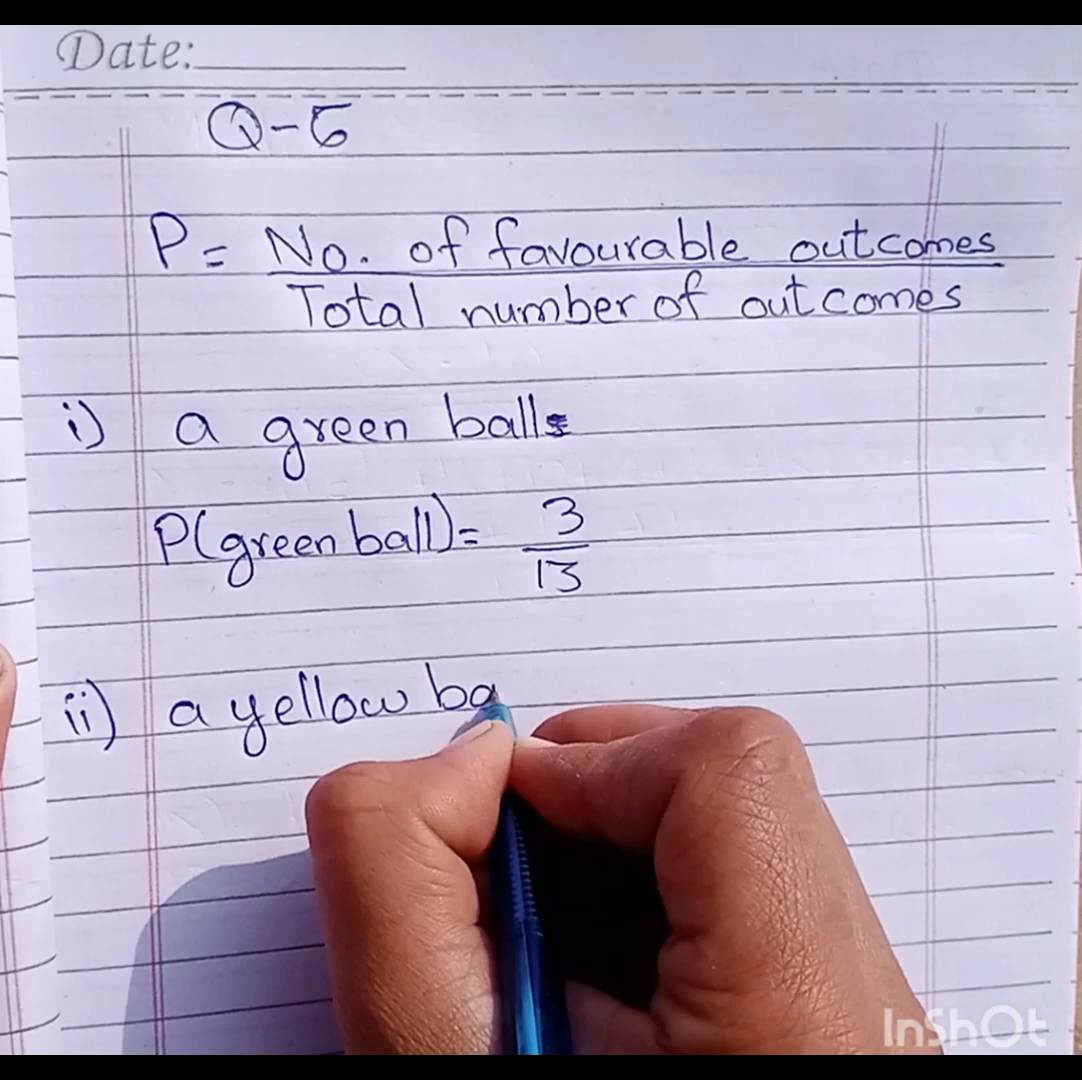 Date:
Q-5
P = No. of favourable outcomes
Total number of outcomes
i) a green ball
P(green ball) = 3
13
ii) a yellow ba
InShOt